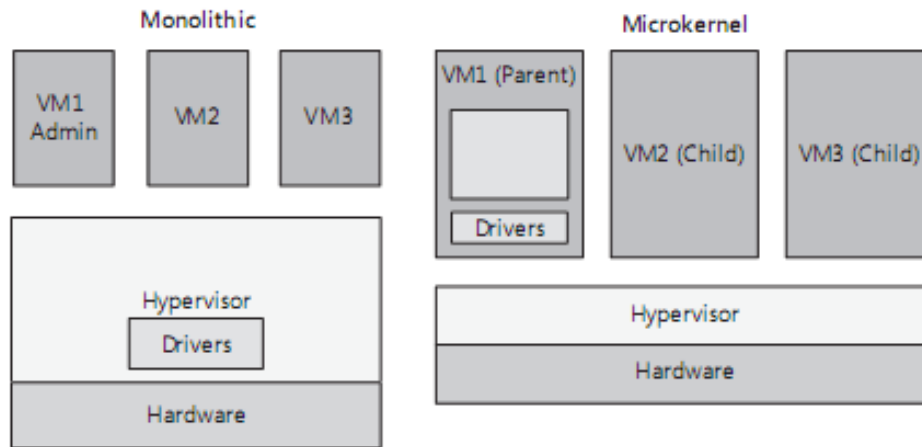 Monolithic
VM1
Admin
VM2
VM3
Hypervisor
Drivers
Hardware
Microkernel
VM1 (Parent)
Drivers
VM2 (Child)
VM3 (Child)
Hypervisor
Hardware